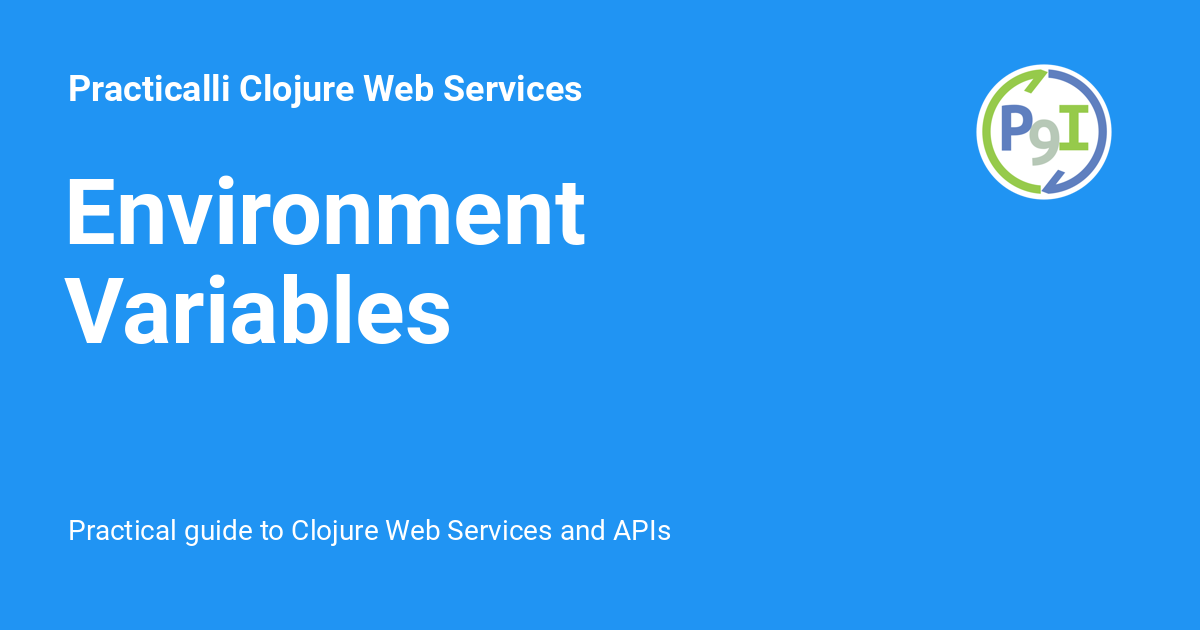 Practicalli Clojure Web Services
P9I
Environment
Variables
Practical guide to Clojure Web Services and APIs